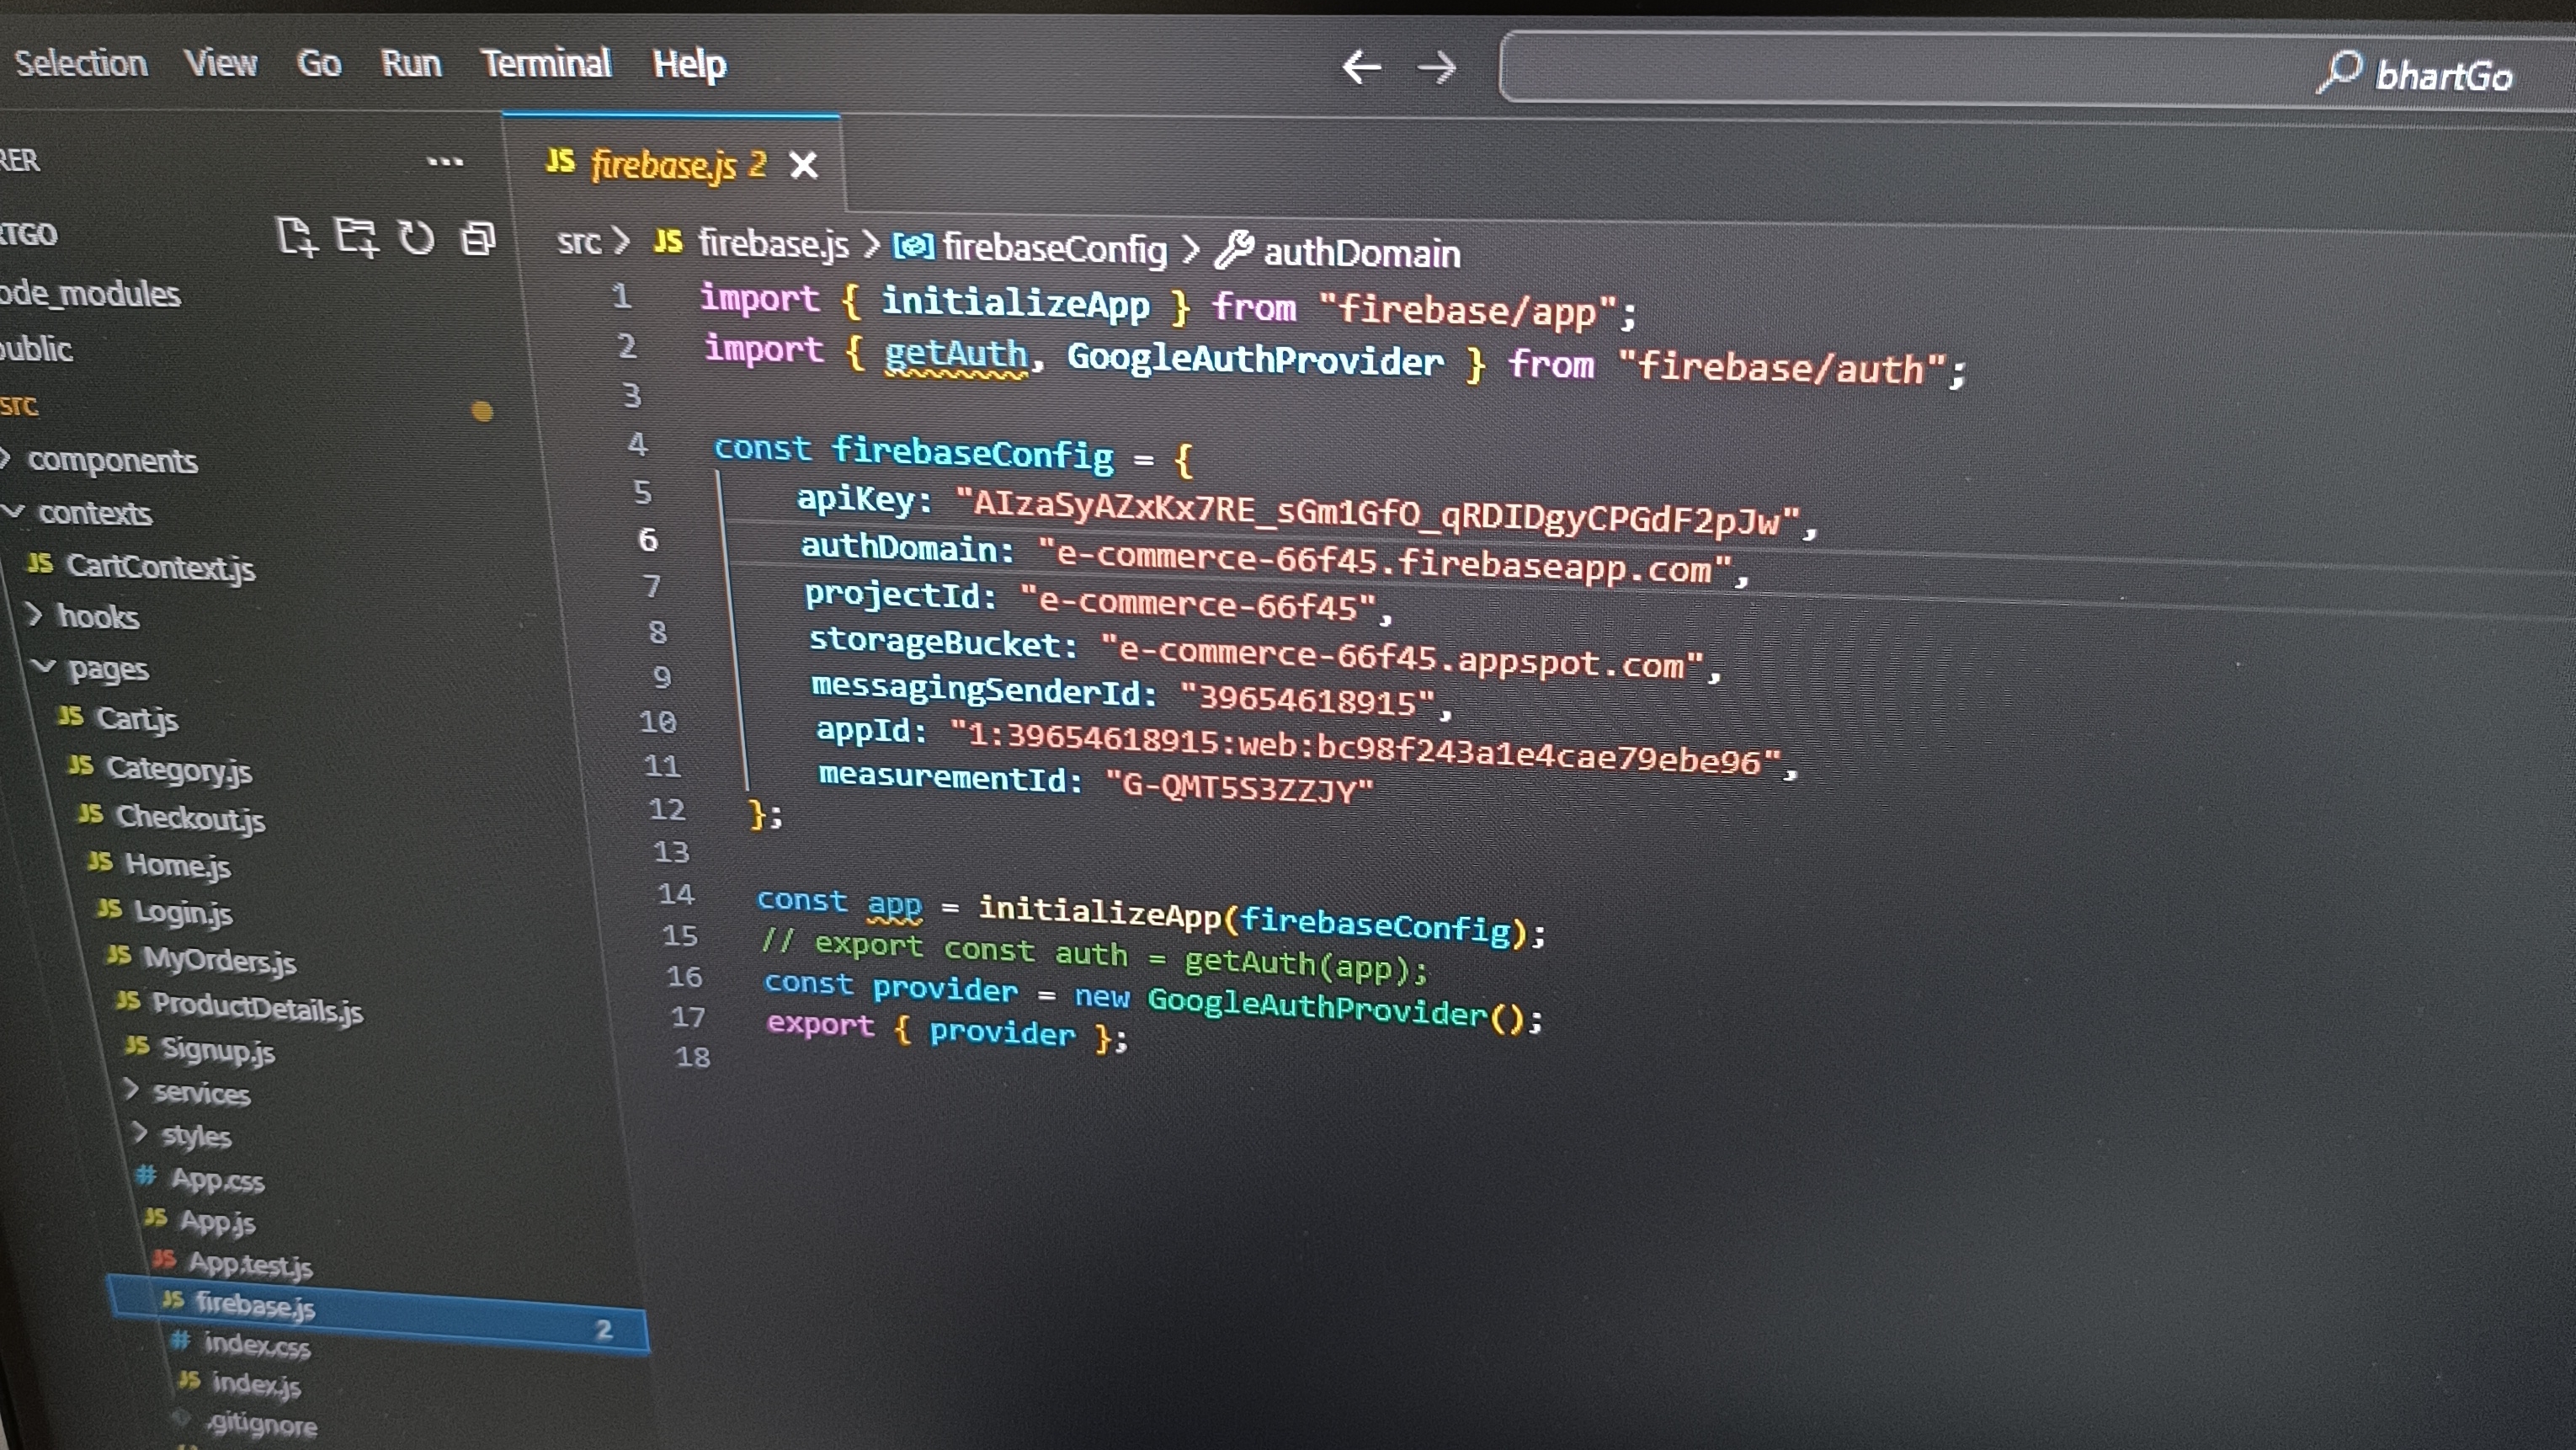 Selection View Go Run Terminal Help
bhartGo
RER
JS firebase.js 2
RTGO
src > JS firebase.js > firebaseConfig > authDomain
ode_modules
public
src
components
contexts
JS CartContext.js
hooks
pages
JS Cart.js
JS Category.js
JS Checkout.js
JS Home.js
JS Login.js
JS MyOrders.js
JS ProductDetails.js
JS Signup.js
services
styles
# App.css
JS App.js
JS App.test.js
JS firebase.js 2
# index.css
JS index.js
.gitignore
1 import { initializeApp } from "firebase/app";
2 import { getAuth, GoogleAuthProvider } from "firebase/auth";
3
4 const firebaseConfig = {
5 apiKey: "AIzaSyAZxKx7RE_sGm1GfO_qRDIDgyCPGdF2pJw",
6 authDomain: "e-commerce-66f45.firebaseapp.com",
7 projectId: "e-commerce-66f45",
8 storageBucket: "e-commerce-66f45.appspot.com",
9 messagingSenderId: "39654618915",
10 appId: "1:39654618915:web:bc98f243a1e4cae79ebe96",
11 measurementId: "G-QMT5S3ZZJY"
12 };
13
14 const app = initializeApp(firebaseConfig);
15 // export const auth = getAuth(app);
16 const provider = new GoogleAuthProvider();
17 export { provider };
18